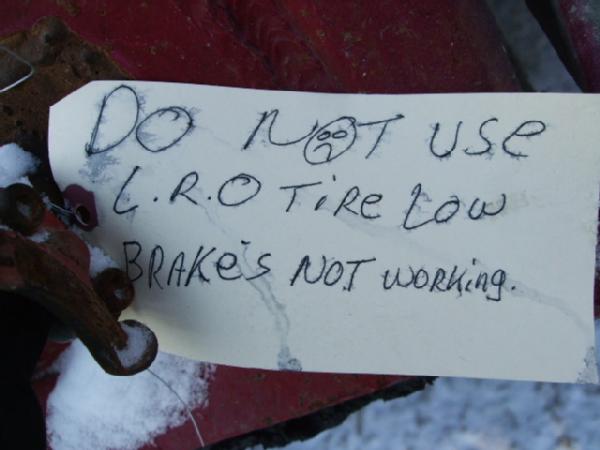 DO NOT USE
L.R.O TiRe Low
BRAKe's NOT WORKing.